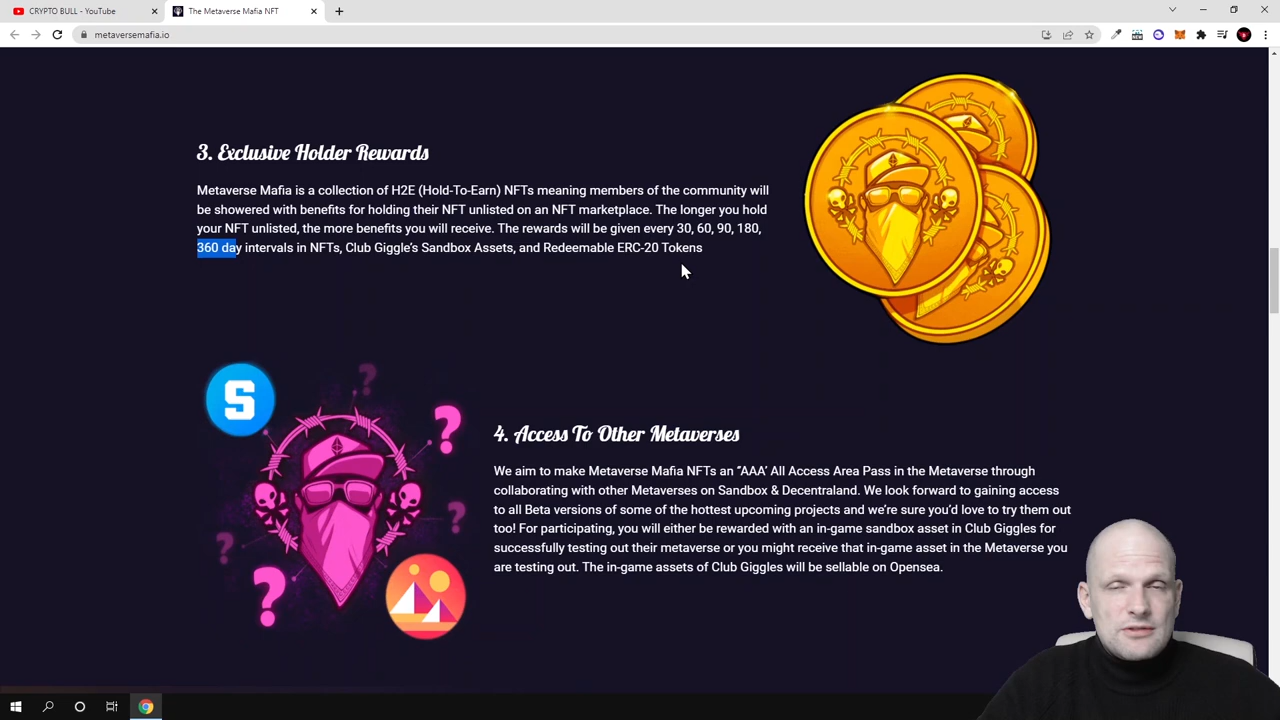 CRYPTO BULL - YouTube
The Metaverse Mafia NFT
metaversemafia.io
3. Exclusive Holder Rewards
Metaverse Mafia is a collection of H2E (Hold-To-Earn) NFTs meaning members of the community will
be showered with benefits for holding their NFT unlisted on an NFT marketplace. The longer you hold
your NFT unlisted, the more benefits you will receive. The rewards will be given every 30, 60, 90, 180,
360 day intervals in NFTs, Club Giggle's Sandbox Assets, and Redeemable ERC-20 Tokens
S
4. Access To Other Metaverses
We aim to make Metaverse Mafia NFTs an “AAA’ All Access Area Pass in the Metaverse through
collaborating with other Metaverses on Sandbox & Decentraland. We look forward to gaining access
to all Beta versions of some of the hottest upcoming projects and we’re sure you’d love to try them out
too! For participating, you will either be rewarded with an in-game sandbox asset in Club Giggles for
successfully testing out their metaverse or you might receive that in-game asset in the Metaverse you
are testing out. The in-game assets of Club Giggles will be sellable on Opensea.